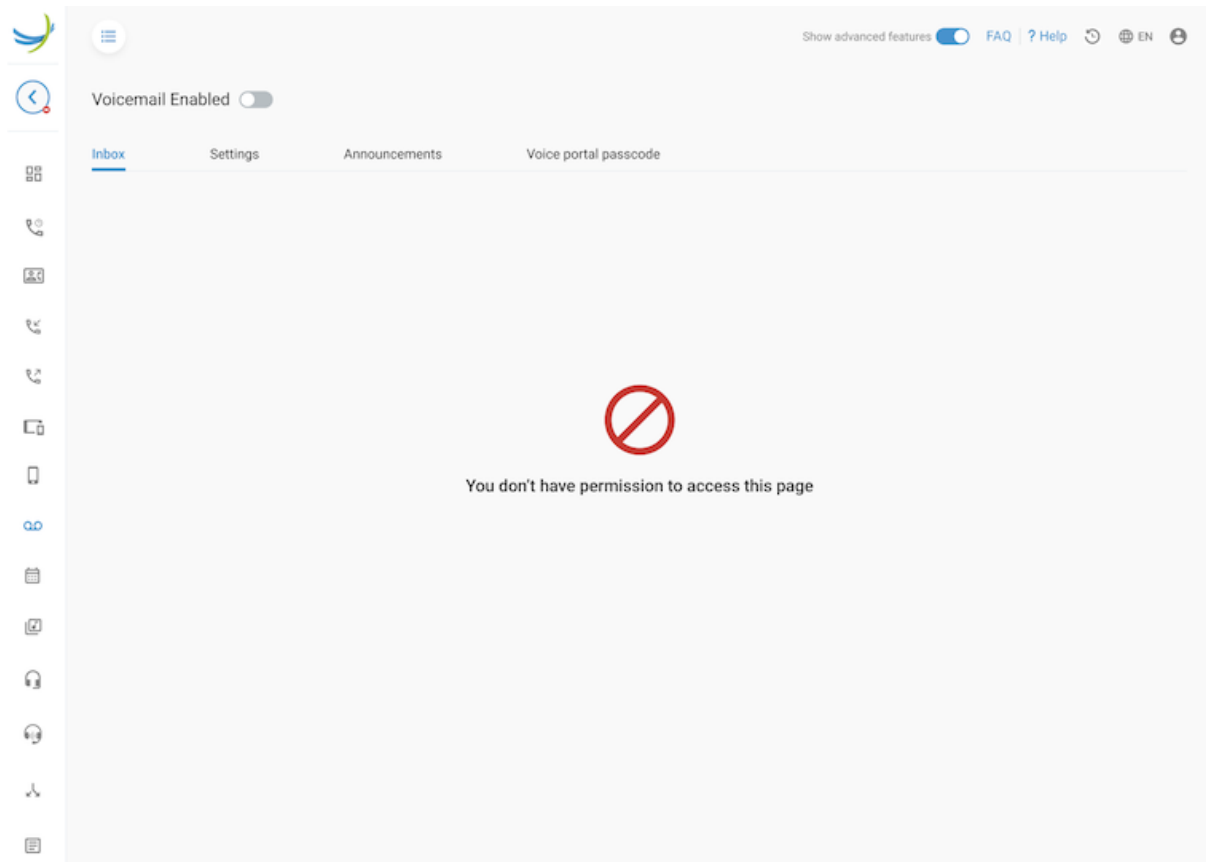 Show advanced features FAQ ? Help EN
Voicemail Enabled
Inbox Settings Announcements Voice portal passcode
You don't have permission to access this page